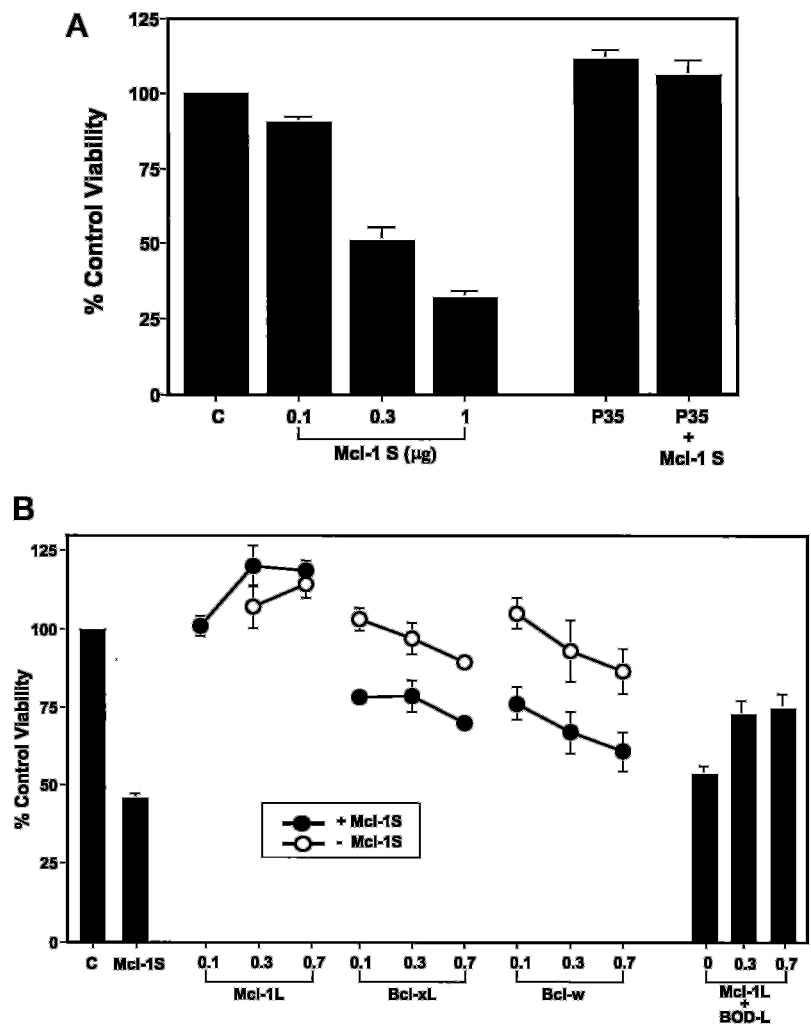 A
125
100
75
50
25
0
% Control Viability
C 0.1 0.3 1 P35 P35
+
Mcl-1 S
Mcl-1 S (µg)
B
125
100
75
50
25
0
% Control Viability
+ Mcl-1S
- Mcl-1S
C Mcl-1S 0.1 0.3 0.7 0.1 0.3 0.7 0.1 0.3 0.7 0 0.3 0.7
Mcl-1L Bcl-xL Bcl-w Mcl-1L
+
BOD-L